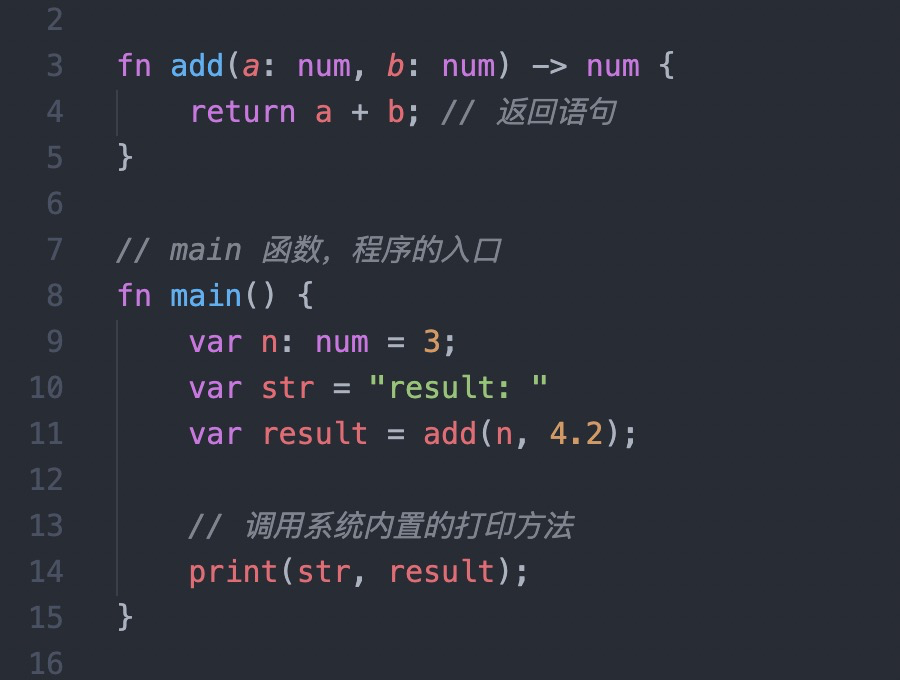 2
3 fn add(a: num, b: num) -> num {
4 return a + b; // 返回语句
5 }
6
7 // main 函数，程序的入口
8 fn main() {
9 var n: num = 3;
10 var str = "result: "
11 var result = add(n, 4.2);
12
13 // 调用系统内置的打印方法
14 print(str, result);
15 }
16